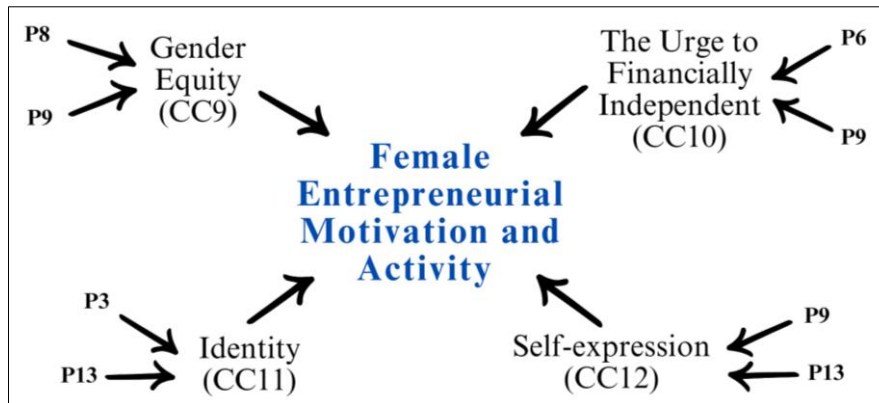 P8
P9
Gender
Equity
(CC9)
The Urge to
Financially
Independent
(CC10)
P6
P9
Female
Entrepreneurial
Motivation and
Activity
P3
P13
Identity
(CC11)
Self-expression
(CC12)
P9
P13